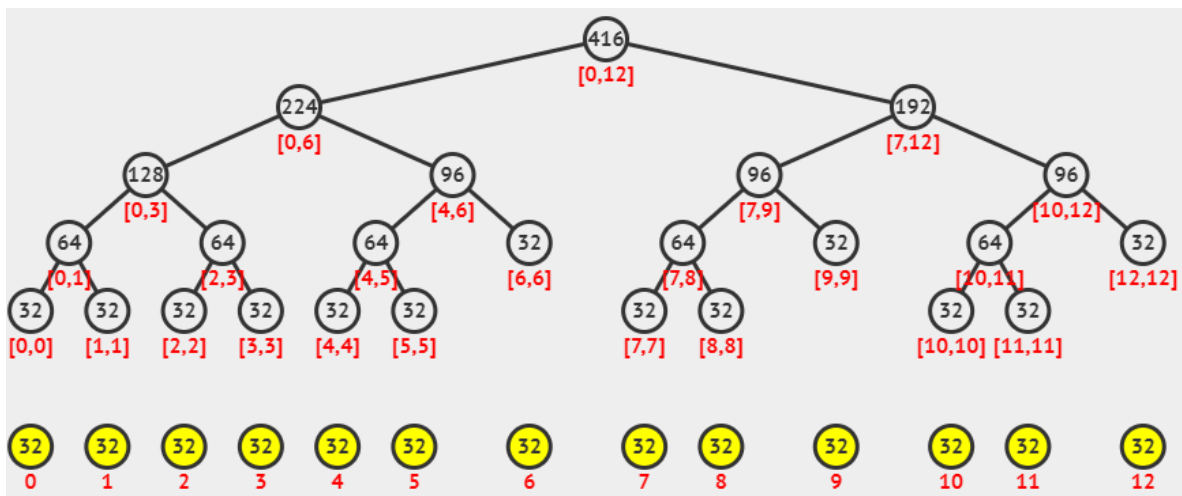 416
[0,12]
224 192
[0,6] [7,12]
128 96 96 96
[0,3] [4,6] [7,9] [10,12]
64 64 64 32 64 32 64 32
[0,1] [2,3] [4,5] [6,6] [7,8] [9,9] [10,11] [12,12]
32 32 32 32 32 32 32 32 32 32
[0,0] [1,1] [2,2] [3,3] [4,4] [5,5] [7,7] [8,8] [10,10] [11,11]
32 32 32 32 32 32 32 32 32 32 32 32 32
0 1 2 3 4 5 6 7 8 9 10 11 12